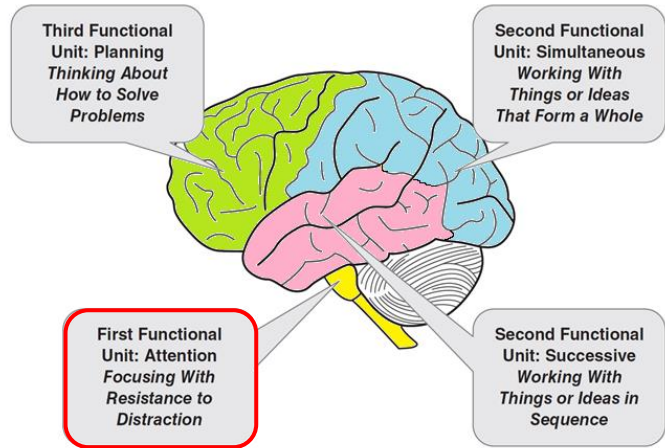 Third Functional
Unit: Planning
Thinking About
How to Solve
Problems
Second Functional
Unit: Simultaneous
Working With
Things or Ideas
That Form a Whole
First Functional
Unit: Attention
Focusing With
Resistance to
Distraction
Second Functional
Unit: Successive
Working With
Things or Ideas in
Sequence